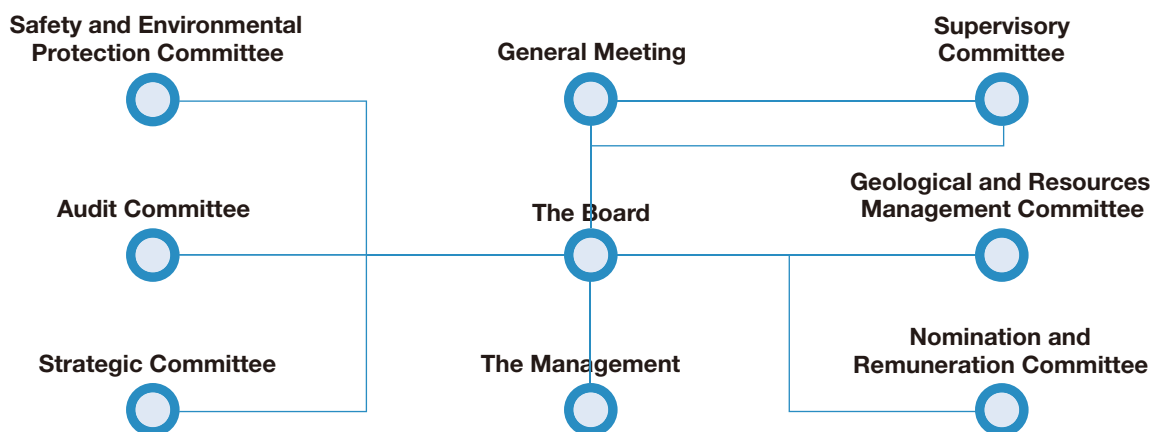 Safety and Environmental
Protection Committee
General Meeting
Supervisory
Committee
Audit Committee
The Board
Geological and Resources
Management Committee
Strategic Committee
The Management
Nomination and
Remuneration Committee